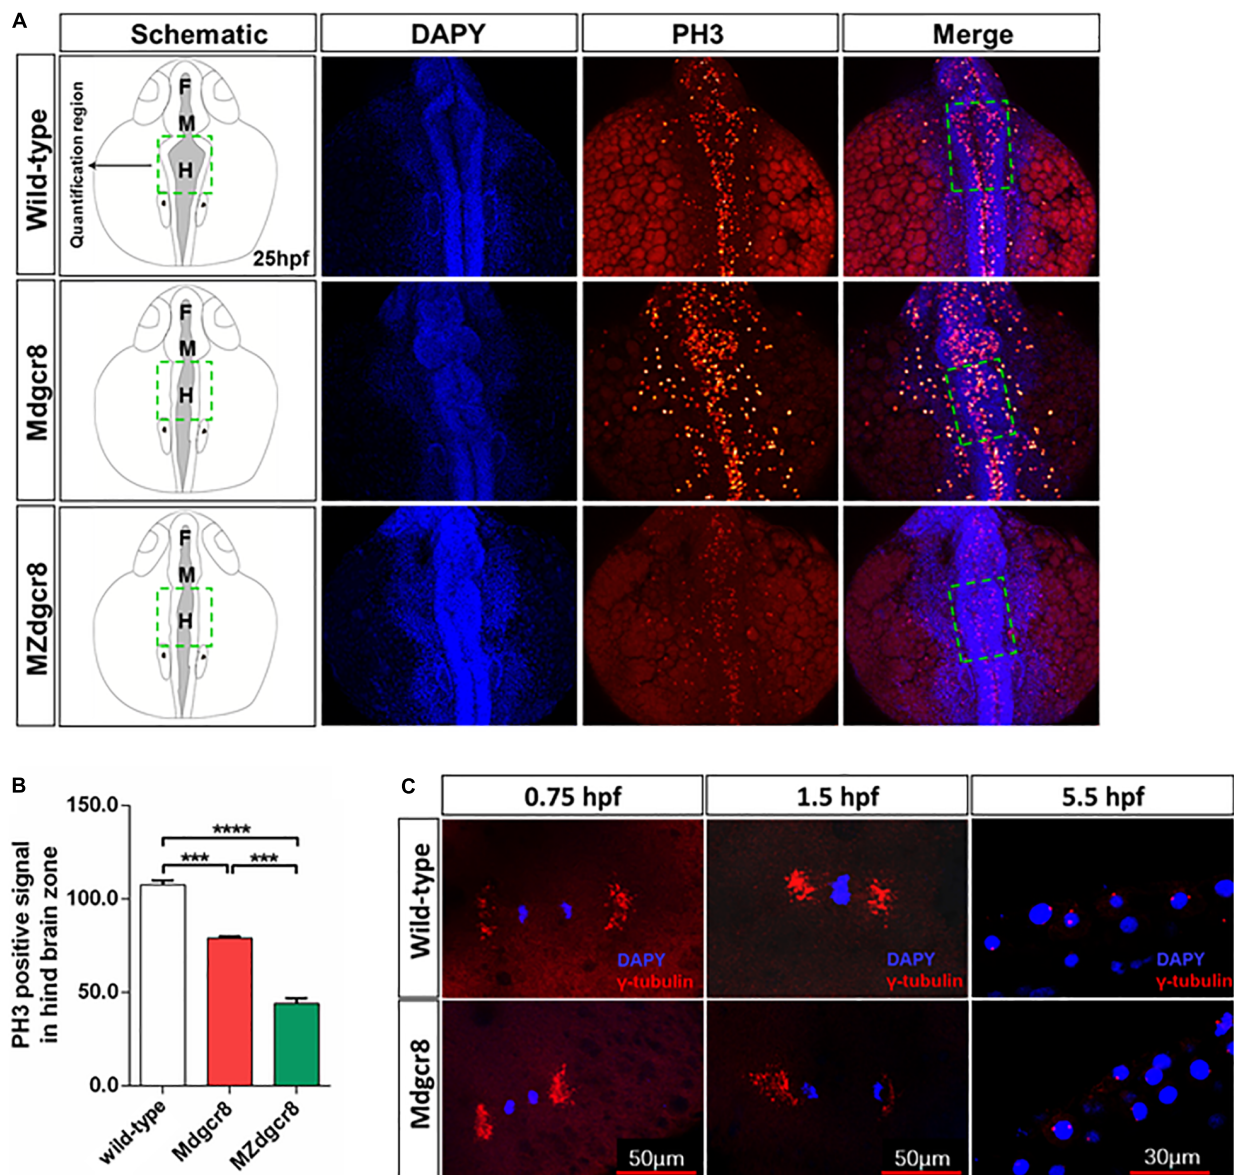 A
Schematic
DAPY
PH3
Merge
Wild-type
Quantification region
F
M
H
25hpf
Mdgcr8
F
M
H
MZdgcr8
F
M
H
B
PH3 positive signal
in hind brain zone
150.0
100.0
50.0
0.0
****
***
***
wild-type
Mdgcr8
MZdgcr8
C
0.75 hpf
1.5 hpf
5.5 hpf
Wild-type
DAPY
γ-tubulin
DAPY
γ-tubulin
DAPY
γ-tubulin
Mdgcr8
50μm
50μm
30μm